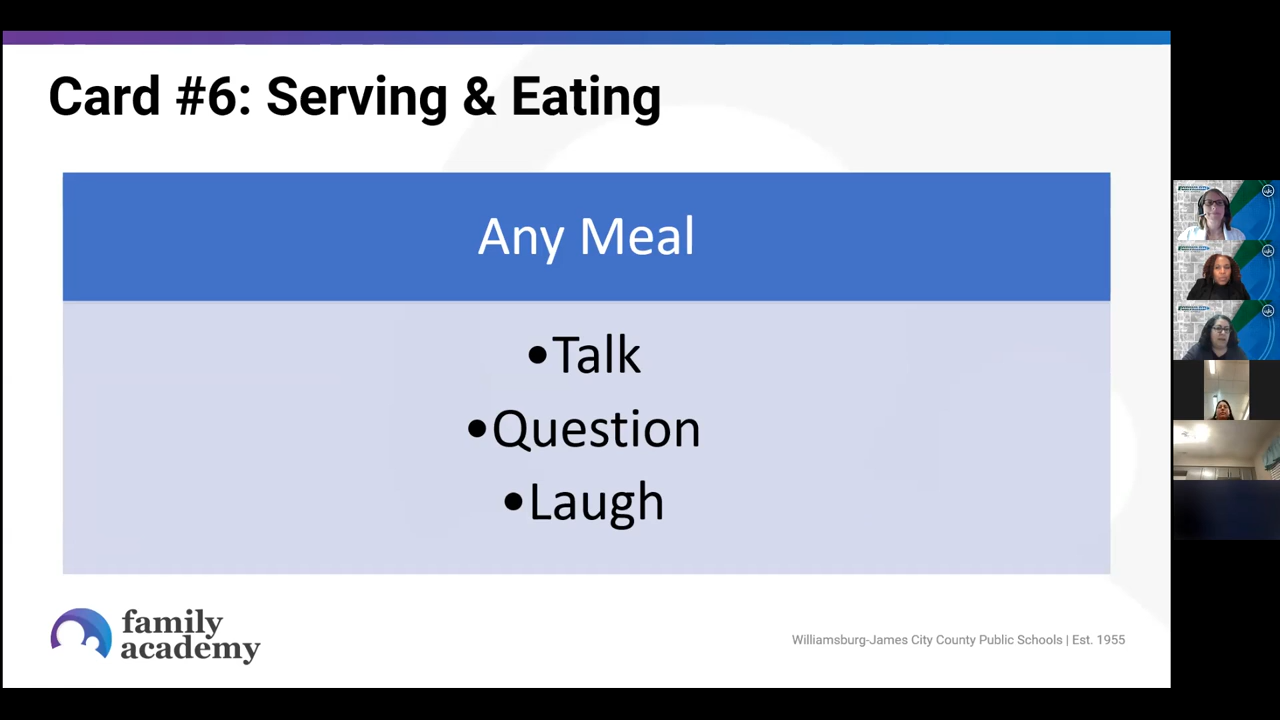 Card #6: Serving & Eating
Any Meal
•Talk
•Question
•Laugh
family
academy
Williamsburg-James City County Public Schools | Est. 1955